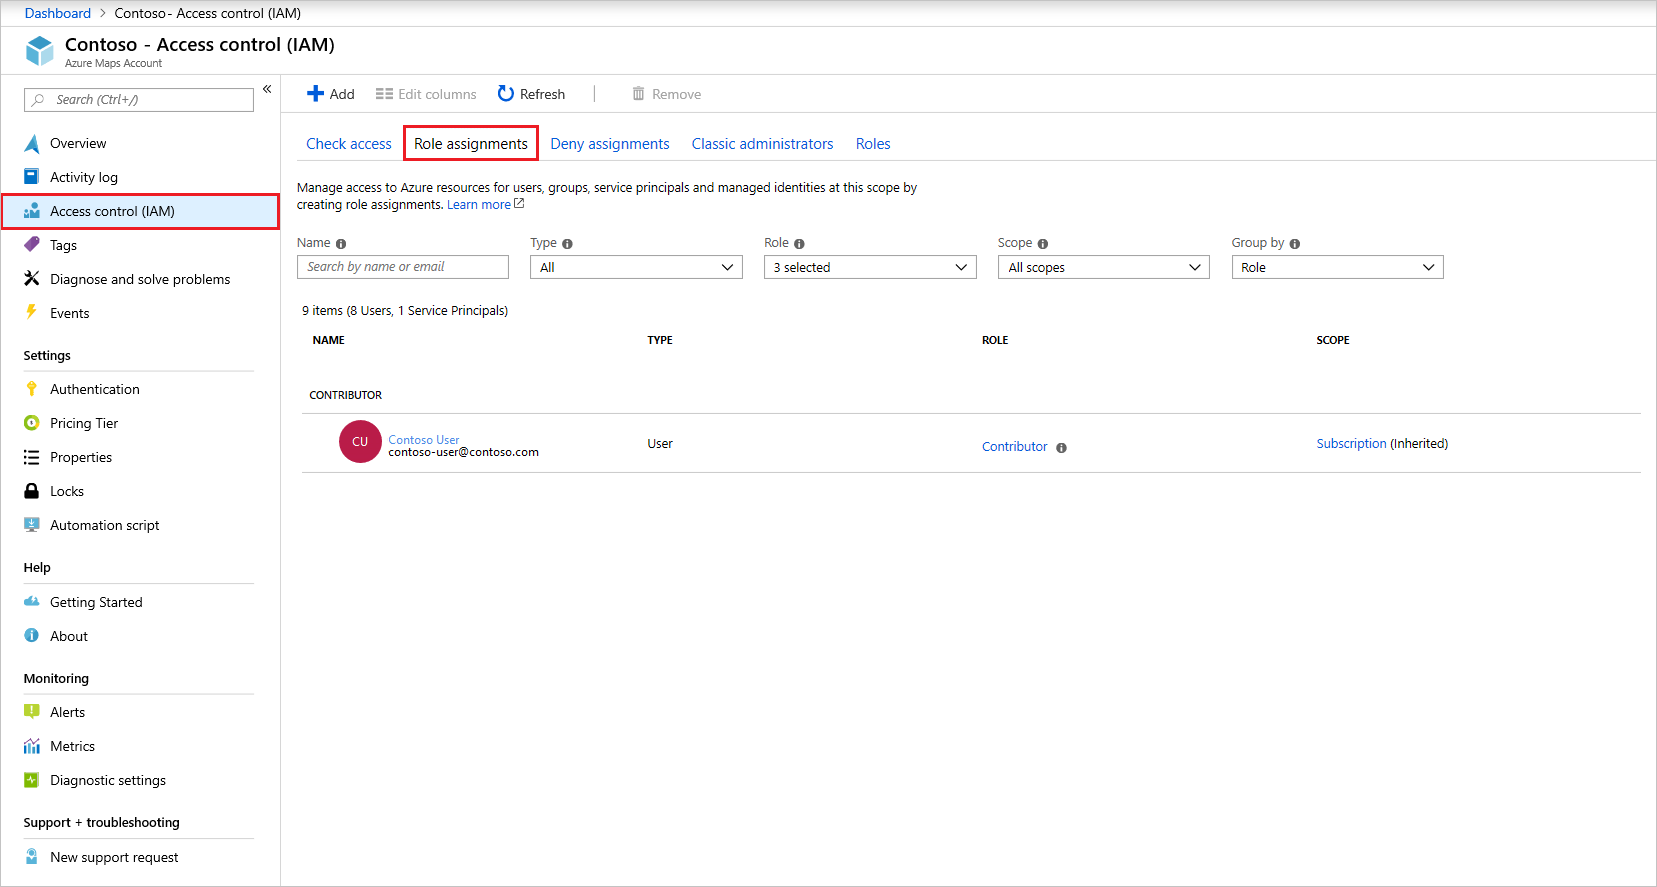 Dashboard > Contoso - Access control (IAM)
Contoso - Access control (IAM)
Azure Maps Account
Search (Ctrl+/)
«
Overview
Activity log
Access control (IAM)
Tags
Diagnose and solve problems
Events
Settings
Authentication
Pricing Tier
Properties
Locks
Automation script
Help
Getting Started
About
Monitoring
Alerts
Metrics
Diagnostic settings
Support + troubleshooting
New support request
Add Edit columns Refresh | Remove
Check access Role assignments Deny assignments Classic administrators Roles
Manage access to Azure resources for users, groups, service principals and managed identities at this scope by
creating role assignments. Learn more
Name Type Role Scope Group by
Search by name or email All 3 selected All scopes Role
9 items (8 Users, 1 Service Principals)
NAME TYPE ROLE SCOPE
CONTRIBUTOR
CU Contoso User User Contributor Subscription (Inherited)
contoso-user@contoso.com